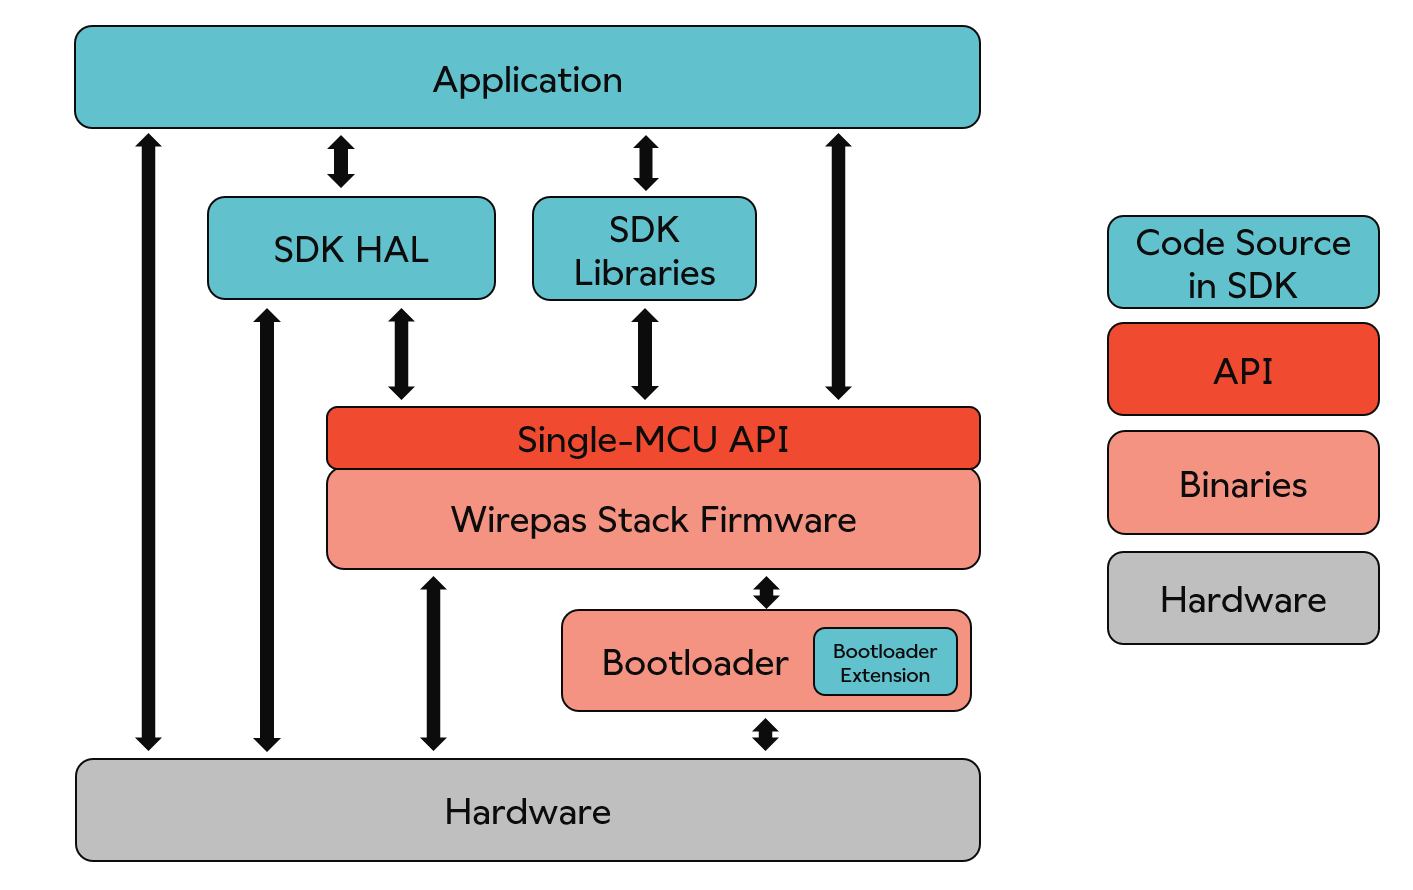 Application
SDK HAL
SDK
Libraries
Single-MCU API
Wirepas Stack Firmware
Bootloader
Bootloader
Extension
Hardware
Code Source
in SDK
API
Binaries
Hardware